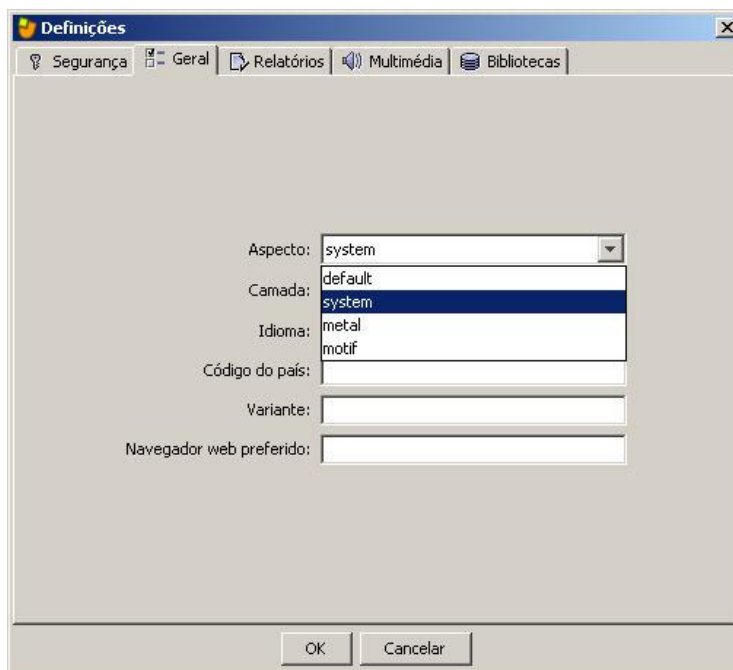 Definições
Segurança Geral Relatórios Multimédia Bibliotecas
Aspecto: system
default
Camada:
system
Idioma: metal
motif
Código do país:
Variante:
Navegador web preferido:
OK Cancelar